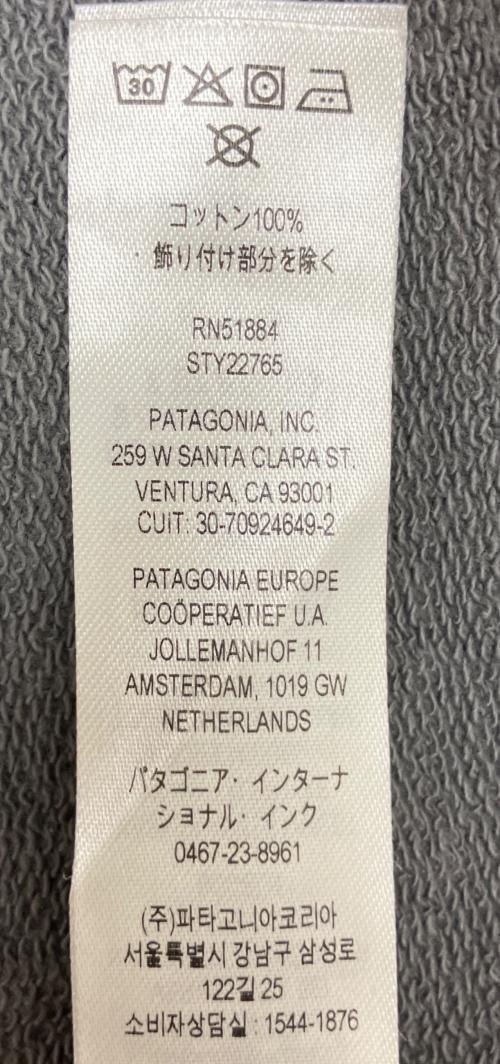 30
コットン100%
飾り付け部分を除く
RN51884
STY22765
PATAGONIA, INC.
259 W SANTA CLARA ST.
VENTURA, CA 93001
CUIT: 30-70924649-2
PATAGONIA EUROPE
COÖPERATIEF U.A.
JOLLEMANHOF 11
AMSTERDAM, 1019 GW
NETHERLANDS
パタゴニア・インターナ
ショナル・インク
0467-23-8961
(주)파타고니아코리아
서울특별시 강남구 삼성로
122길 25
소비자상담실 : 1544-1876